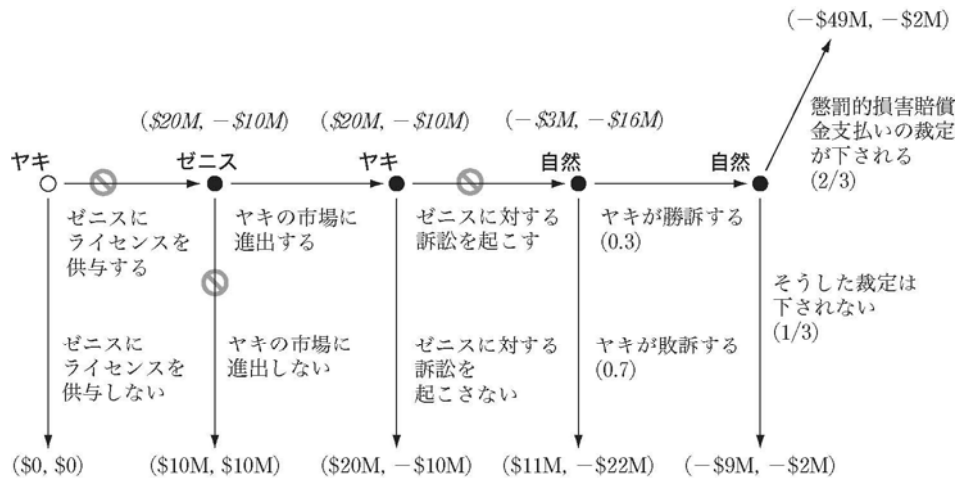 (−$49M, −$2M)
($20M, −$10M)
($20M, −$10M)
(−$3M, −$16M)
ヤキ
ゼニス
ヤキ
自然
自然
懲罰的損害賠償
金支払いの裁定
が下される
(2/3)
ゼニスに
ライセンスを
供与する
ヤキの市場に
進出する
ゼニスに対する
訴訟を起こす
ヤキが勝訴する
(0.3)
そうした裁定は
下されない
(1/3)
ゼニスに
ライセンスを
供与しない
ヤキの市場に
進出しない
ゼニスに対する
訴訟を
起こさない
ヤキが敗訴する
(0.7)
($0, $0)
($10M, $10M)
($20M, −$10M)
($11M, −$22M)
(−$9M, −$2M)